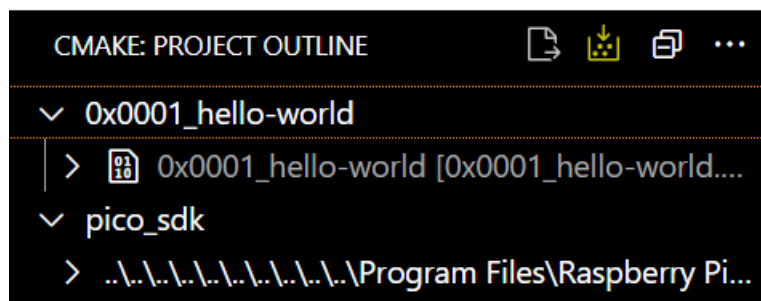 CMAKE: PROJECT OUTLINE
0x0001_hello-world
0x0001_hello-world [0x0001_hello-world....
pico_sdk
..\..\..\..\..\..\..\..\..\..\Program Files\Raspberry Pi...